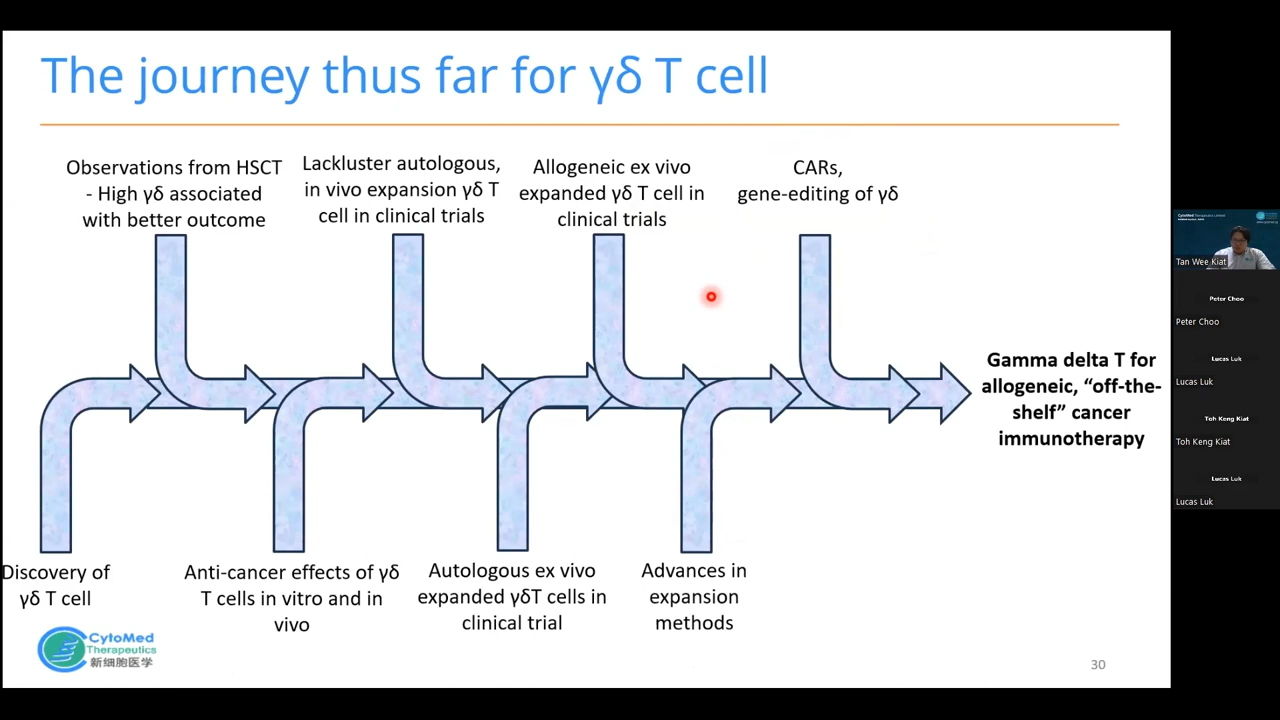 The journey thus far for γδ T cell
Observations from HSCT
- High γδ associated
with better outcome
Lackluster autologous,
in vivo expansion γδ T
cell in clinical trials
Allogeneic ex vivo
expanded γδ T cell in
clinical trials
CARs,
gene-editing of γδ
Gamma delta T for
allogeneic, “off-the-
shelf” cancer
immunotherapy
Discovery of
γδ T cell
Anti-cancer effects of γδ
T cells in vitro and in
vivo
Autologous ex vivo
expanded γδT cells in
clinical trial
Advances in
expansion
methods
CytoMed
Therapeutics
新细胞医学
30
CytoMed Therapeutics Limited
Tan Wee Kiat
Peter Choo
Peter Choo
Lucas Luk
Lucas Luk
Toh Keng Kiat
Toh Keng Kiat
Lucas Luk
Lucas Luk